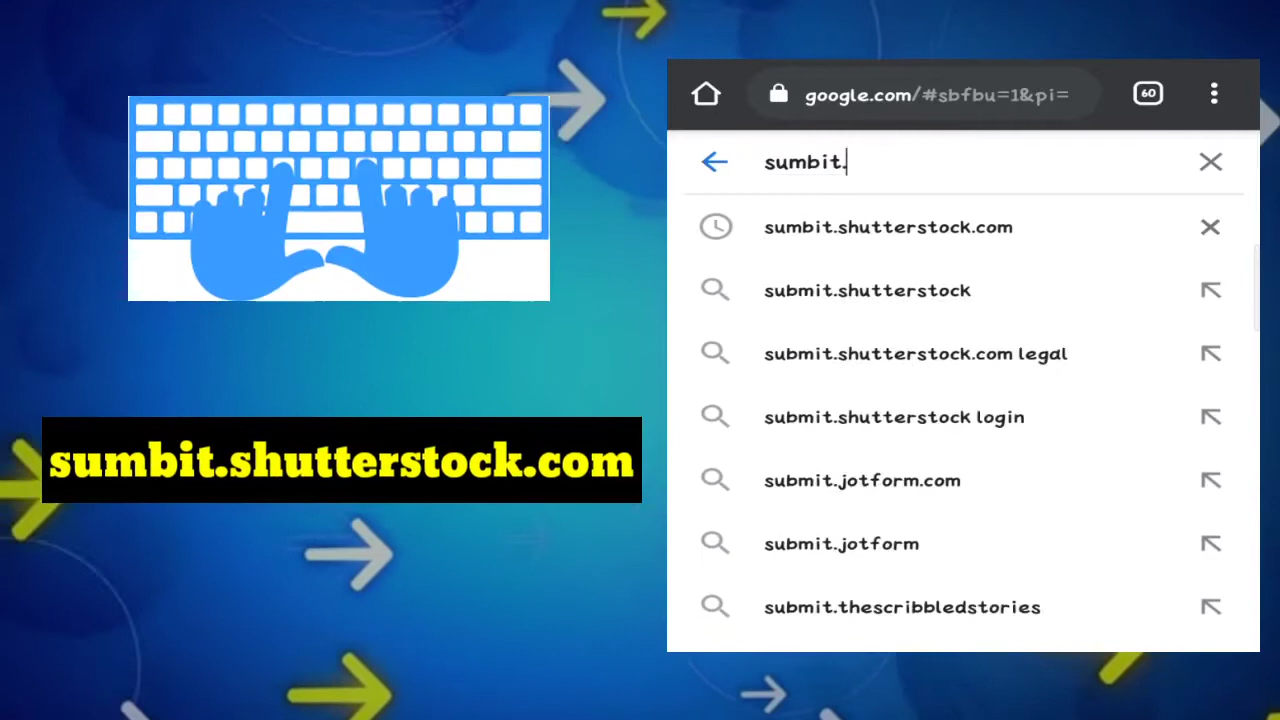 google.com/#sbfbu=1&pi=
60
sumbit.
sumbit.shutterstock.com
submit.shutterstock
submit.shutterstock.com legal
submit.shutterstock login
submit.jotform.com
submit.jotform
submit.thescribbledstories
sumbit.shutterstock.com